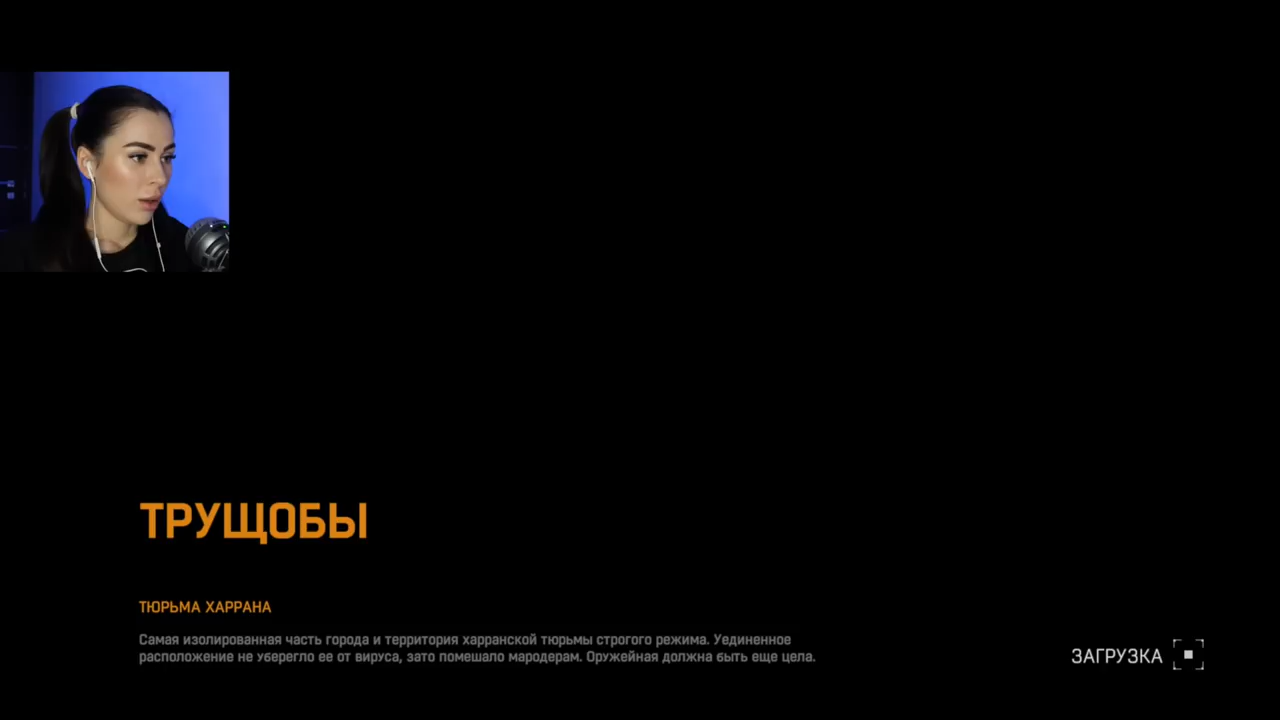 ТРУЩОБЫ
ТЮРЬМА ХАРРАНА
Самая изолированная часть города и территория харранской тюрьмы строгого режима. Уединенное
расположение не уберегло ее от вируса, зато помешало мародерам. Оружейная должна быть еще цела.
ЗАГРУЗКА